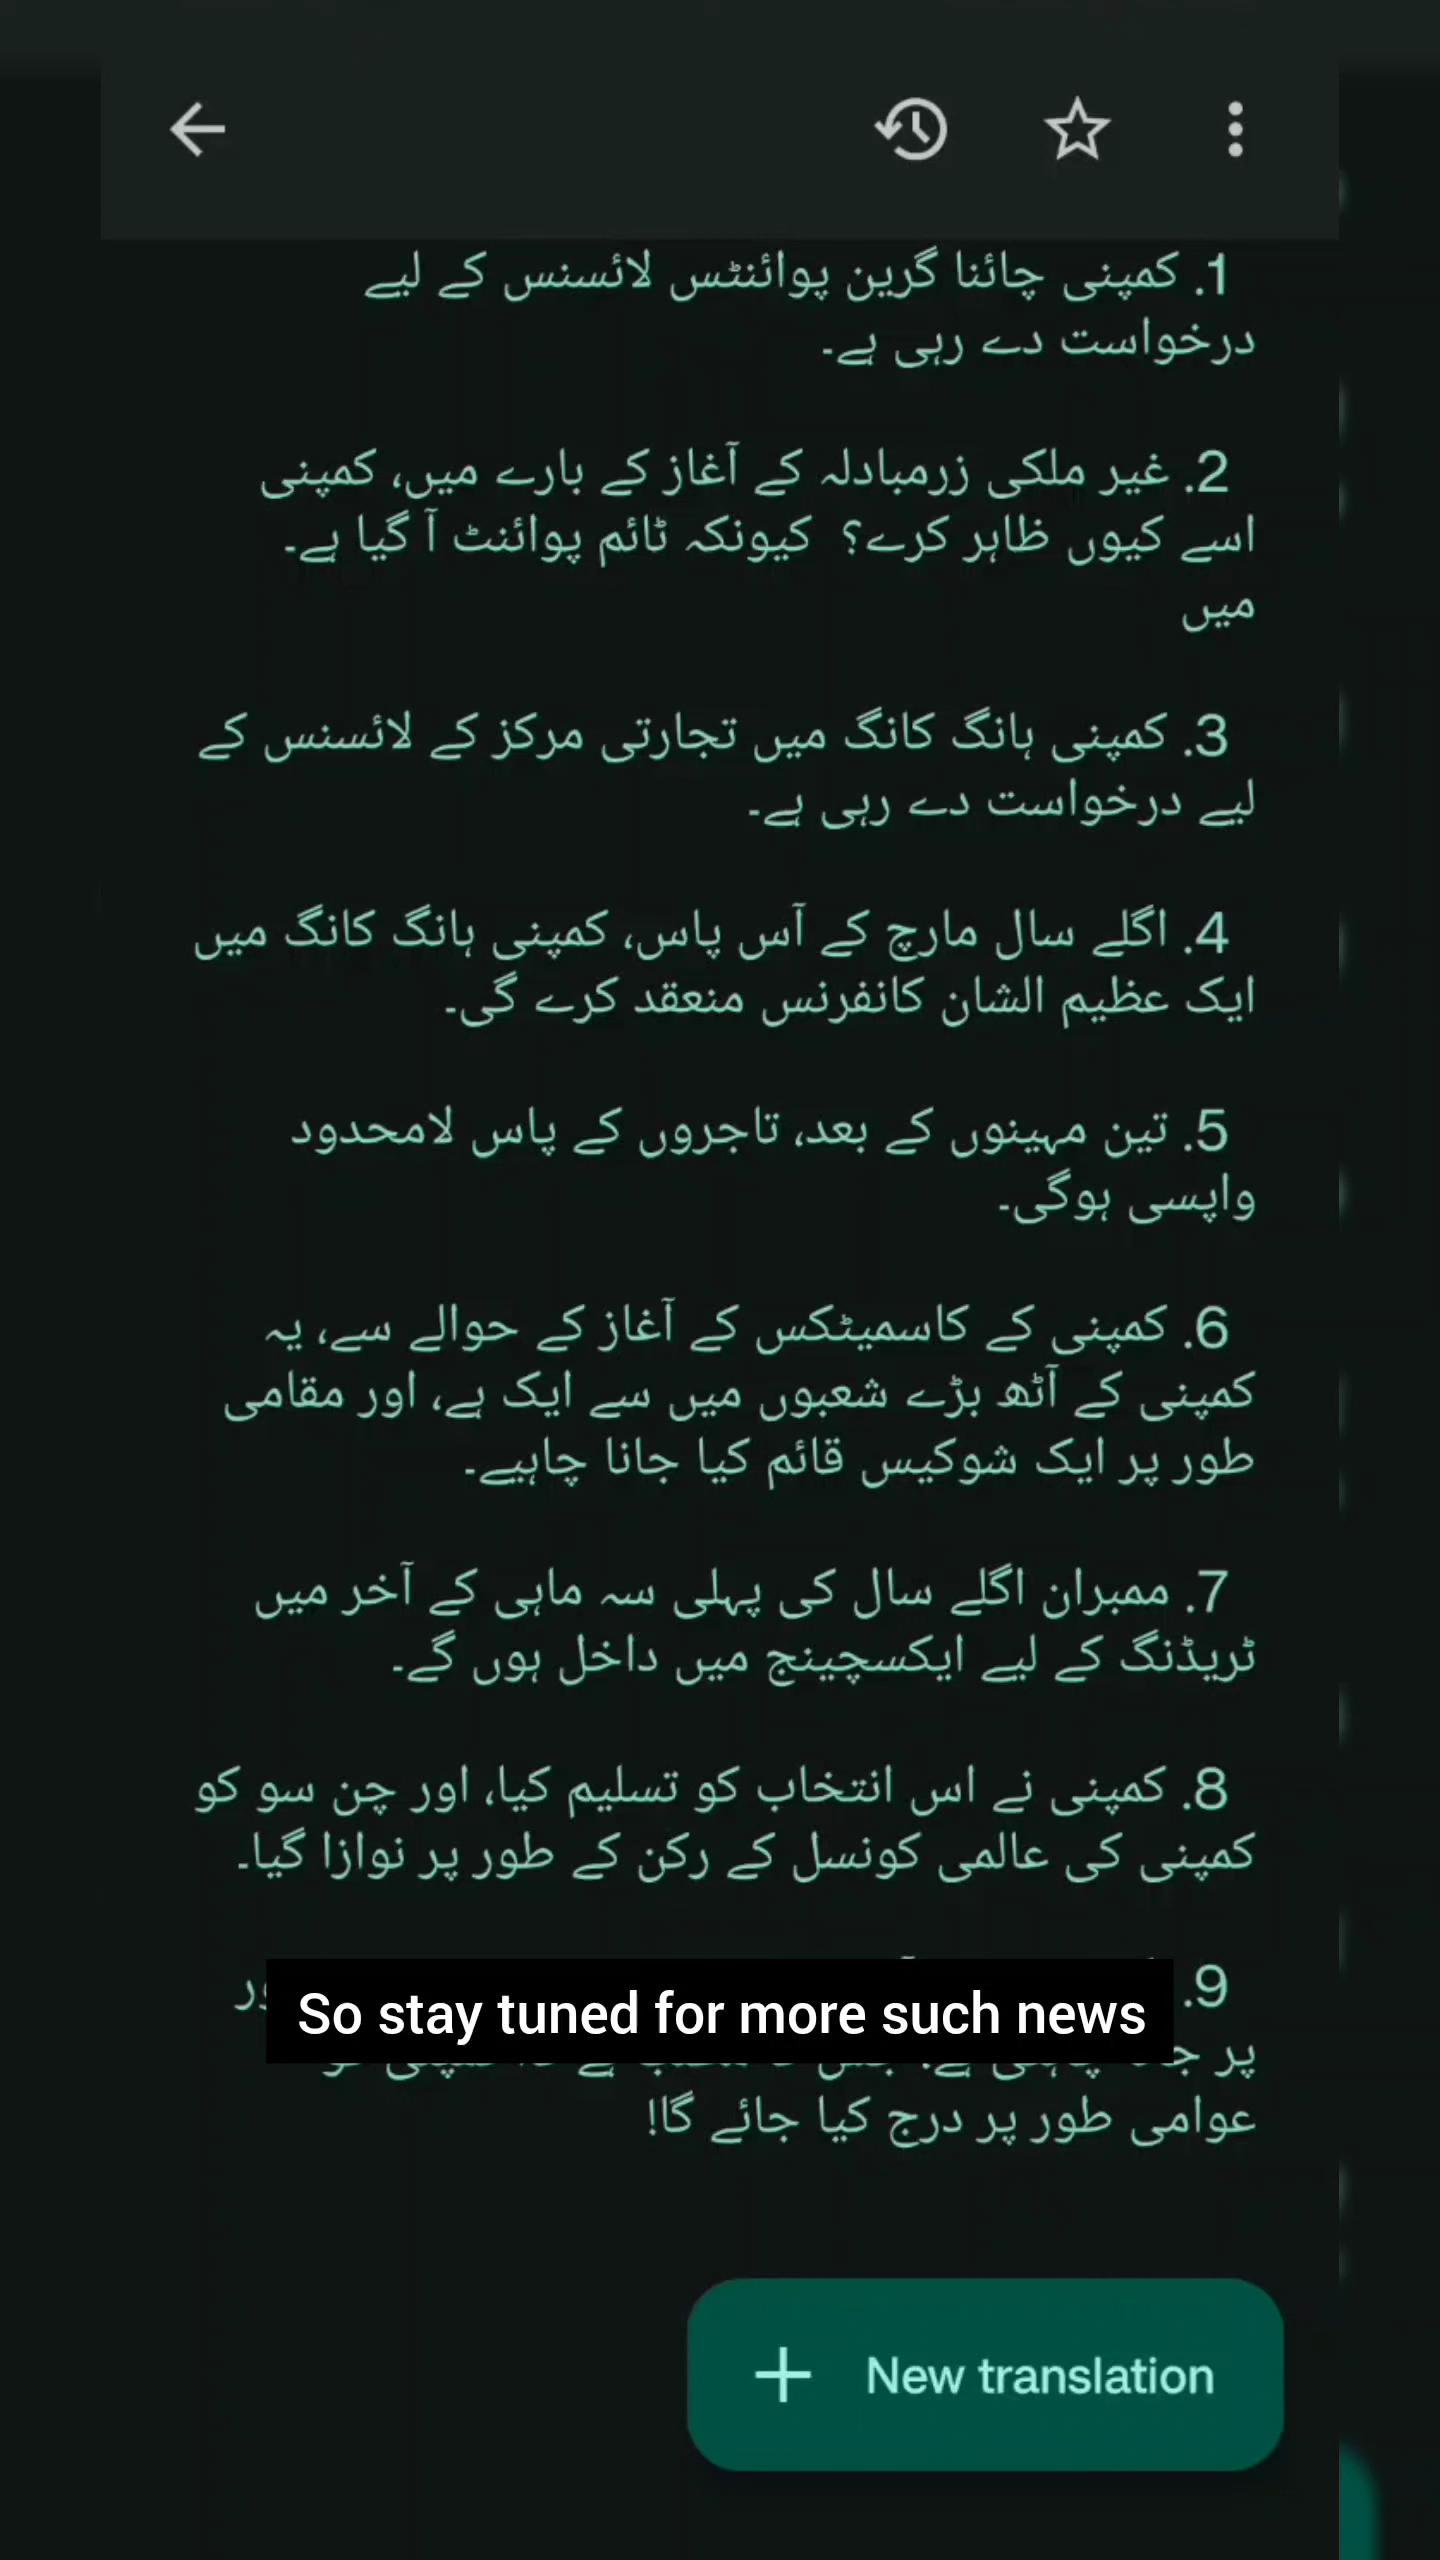 1. کمپنی چائنا گرین پوائنٹس لائسنس کے لیے
درخواست دے رہی ہے۔
2. غیر ملکی زرمبادلہ کے آغاز کے بارے میں، کمپنی
اسے کیوں ظاہر کرے؟ کیونکہ ٹائم پوائنٹ آ گیا ہے۔
میں
3. کمپنی ہانگ کانگ میں تجارتی مرکز کے لائسنس کے
لیے درخواست دے رہی ہے۔
4. اگلے سال مارچ کے آس پاس، کمپنی ہانگ کانگ میں
ایک عظیم الشان کانفرنس منعقد کرے گی۔
5. تین مہینوں کے بعد، تاجروں کے پاس لامحدود
واپسی ہوگی۔
6. کمپنی کے کاسمیٹکس کے آغاز کے حوالے سے، یہ
کمپنی کے آٹھ بڑے شعبوں میں سے ایک ہے، اور مقامی
طور پر ایک شوکیس قائم کیا جانا چاہیے۔
7. ممبران اگلے سال کی پہلی سہ ماہی کے آخر میں
ٹریڈنگ کے لیے ایکسچینج میں داخل ہوں گے۔
8. کمپنی نے اس انتخاب کو تسلیم کیا، اور چن سو کو
کمپنی کی عالمی کونسل کے رکن کے طور پر نوازا گیا۔
9.
So stay tuned for more such news
پر
عوامی طور پر درج کیا جائے گا!
New translation